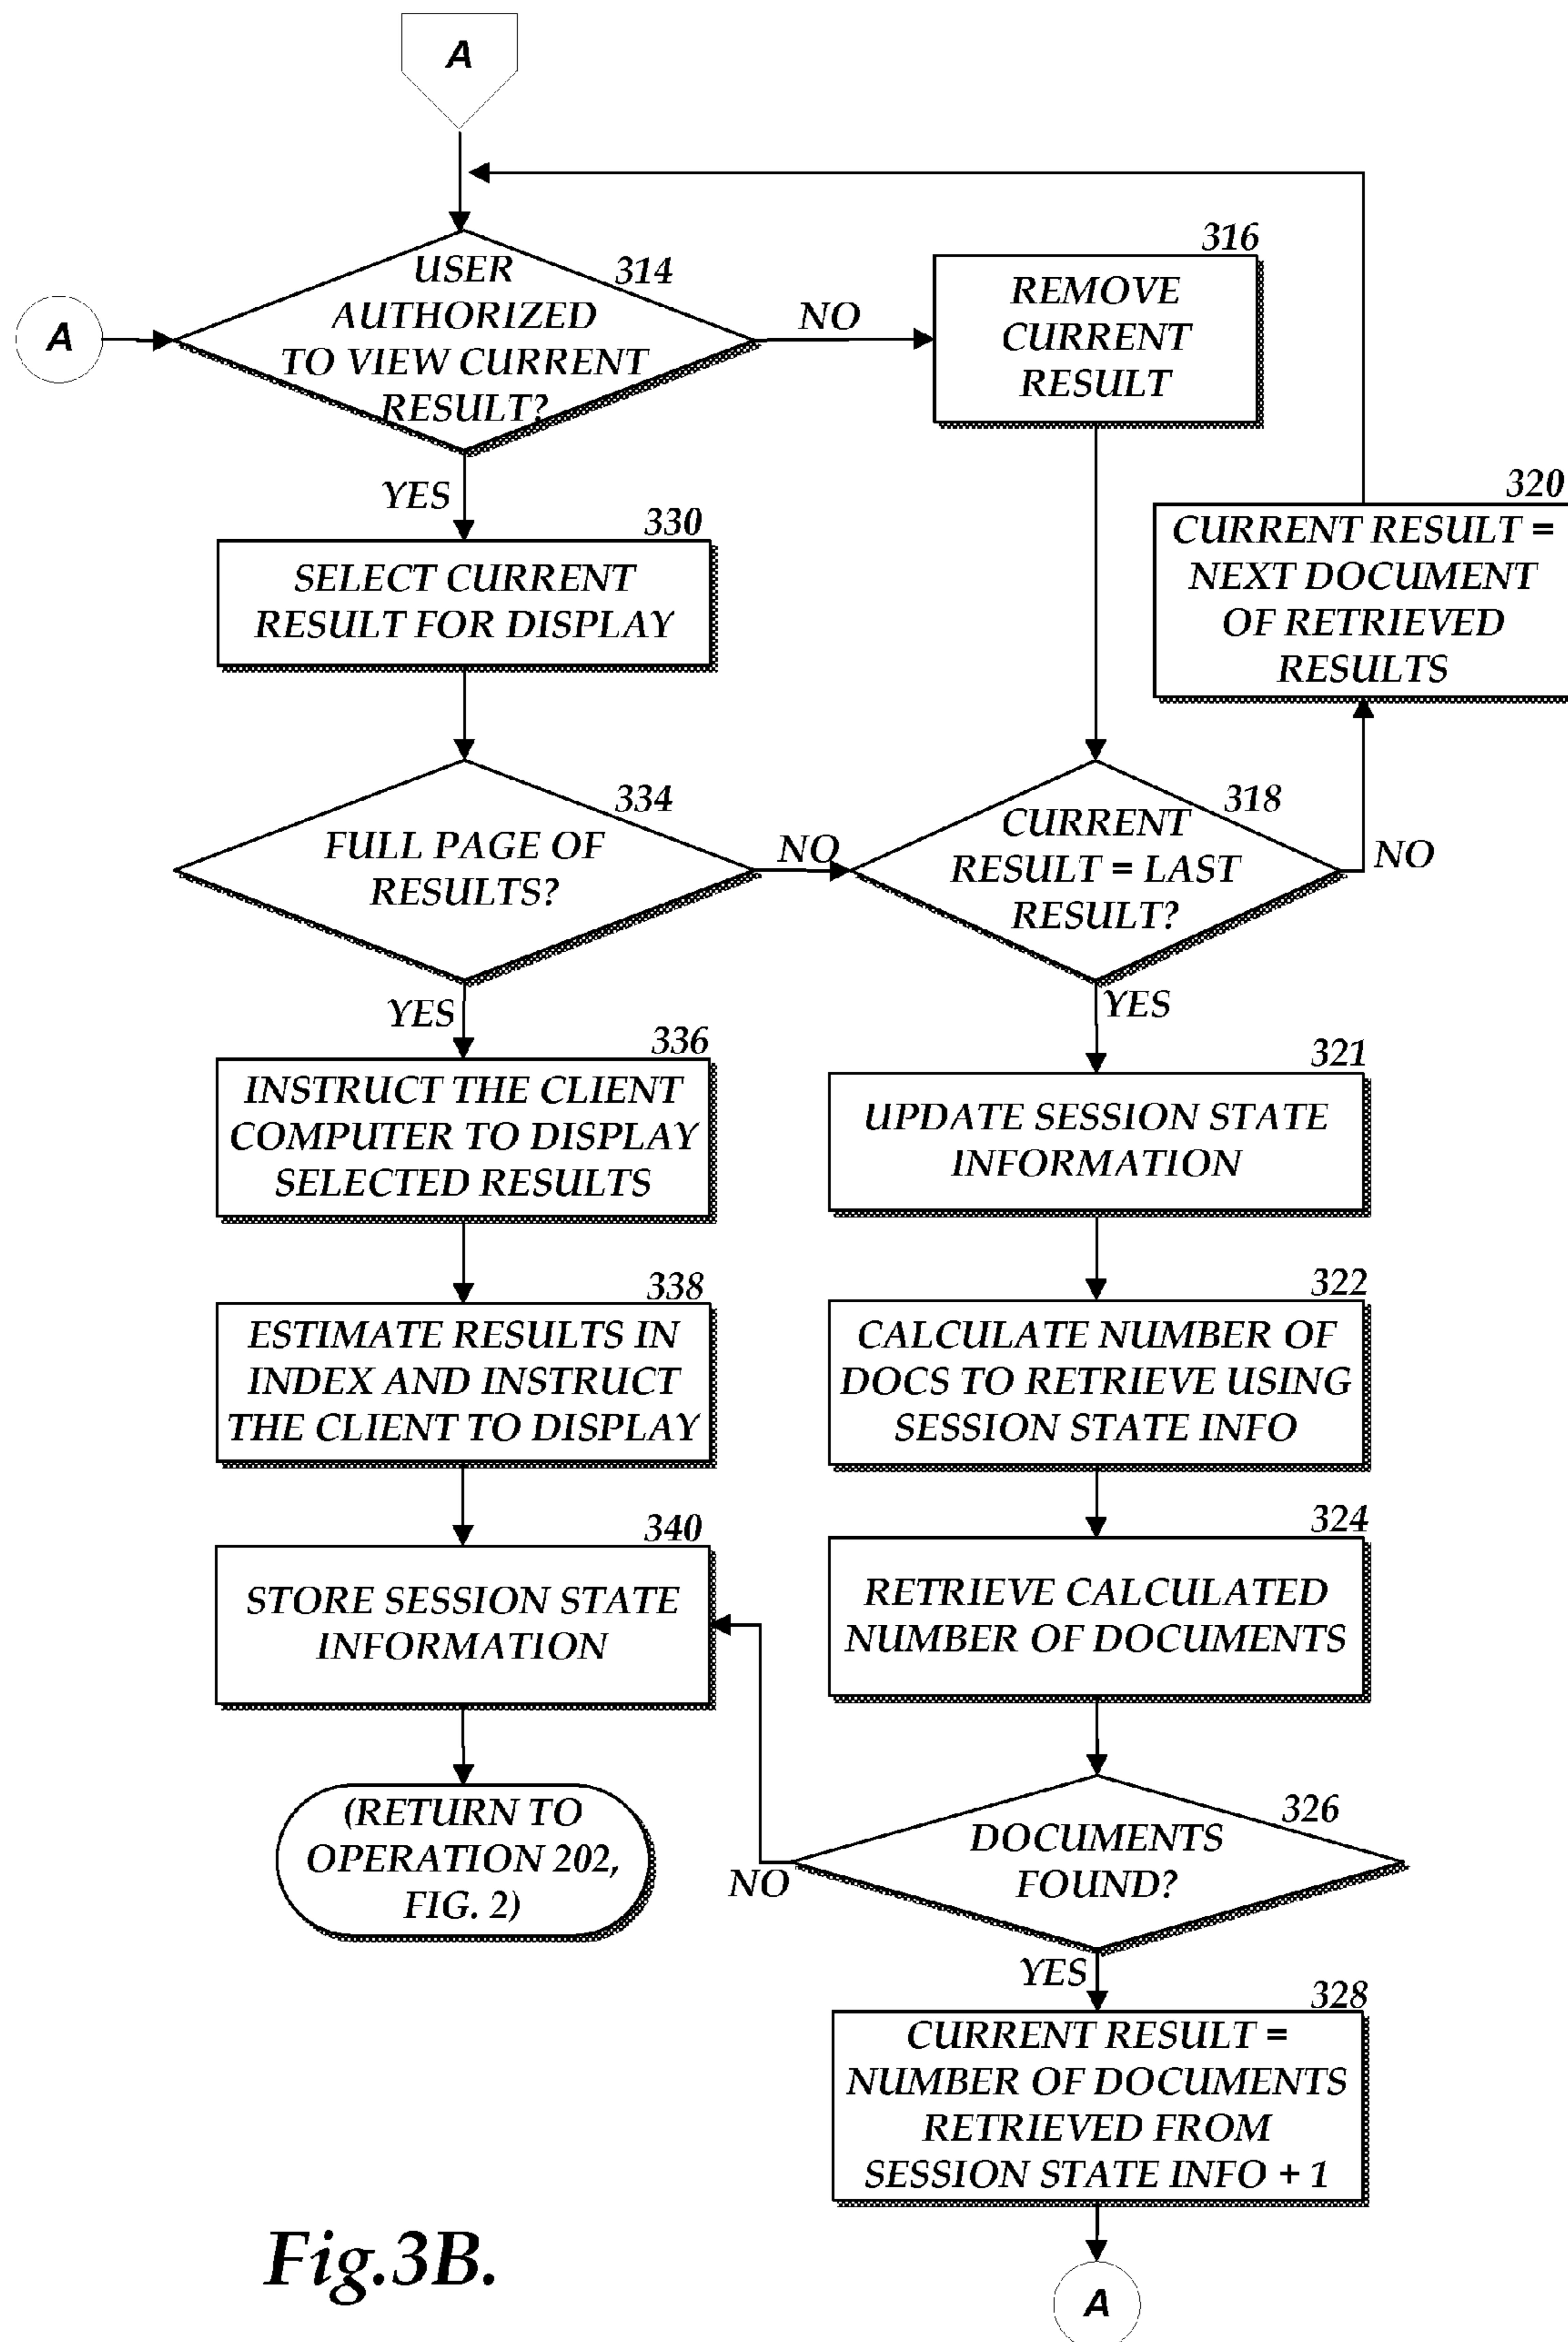 A
314
USER
AUTHORIZED
TO VIEW CURRENT
RESULT?
A
NO
316
REMOVE
CURRENT
RESULT
YES
320
CURRENT RESULT =
NEXT DOCUMENT
OF RETRIEVED
RESULTS
330
SELECT CURRENT
RESULT FOR DISPLAY
334
FULL PAGE OF
RESULTS?
NO
318
CURRENT
RESULT = LAST
RESULT?
NO
YES
YES
336
INSTRUCT THE CLIENT
COMPUTER TO DISPLAY
SELECTED RESULTS
321
UPDATE SESSION STATE
INFORMATION
338
ESTIMATE RESULTS IN
INDEX AND INSTRUCT
THE CLIENT TO DISPLAY
322
CALCULATE NUMBER OF
DOCS TO RETRIEVE USING
SESSION STATE INFO
340
STORE SESSION STATE
INFORMATION
324
RETRIEVE CALCULATED
NUMBER OF DOCUMENTS
(RETURN TO
OPERATION 202,
FIG. 2)
326
DOCUMENTS
FOUND?
NO
YES
328
CURRENT RESULT =
NUMBER OF DOCUMENTS
RETRIEVED FROM
SESSION STATE INFO + 1
A
Fig.3B.